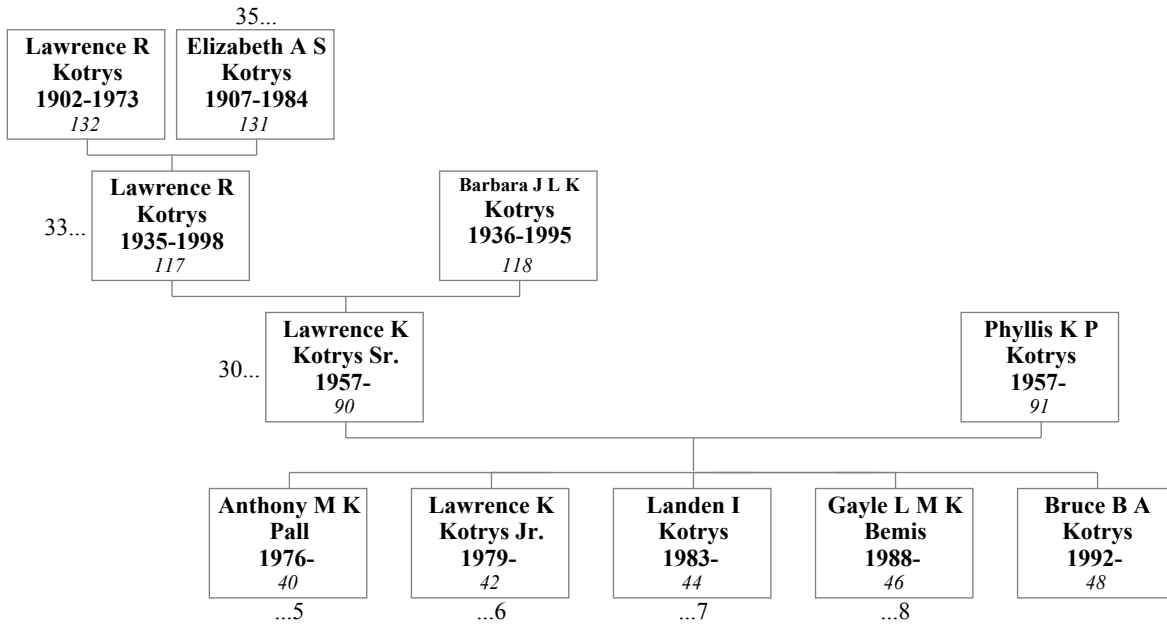 35...
Lawrence R
Kotrys
1902-1973
132
Elizabeth A S
Kotrys
1907-1984
131
33...
Lawrence R
Kotrys
1935-1998
117
Barbara J L K
Kotrys
1936-1995
118
30...
Lawrence K
Kotrys Sr.
1957-
90
Phyllis K P
Kotrys
1957-
91
Anthony M K
Pall
1976-
40
...5
Lawrence K
Kotrys Jr.
1979-
42
...6
Landen I
Kotrys
1983-
44
...7
Gayle L M K
Bemis
1988-
46
...8
Bruce B A
Kotrys
1992-
48